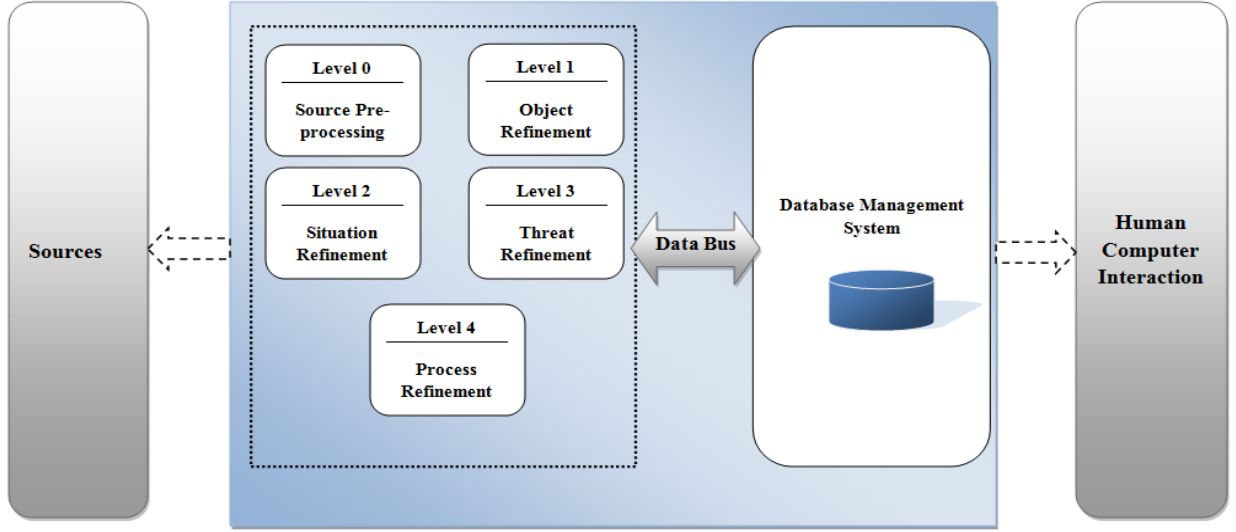 Sources
Level 0
Source Pre-
processing
Level 1
Object
Refinement
Level 2
Situation
Refinement
Level 3
Threat
Refinement
Level 4
Process
Refinement
Data Bus
Database Management
System
Human
Computer
Interaction